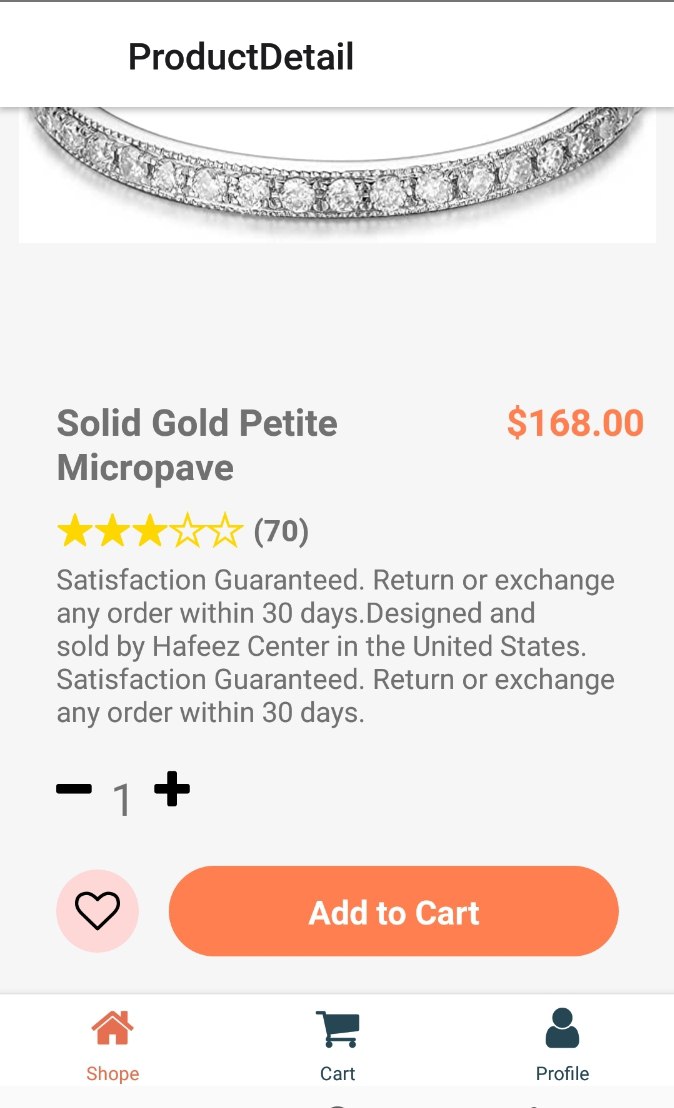 ProductDetail
Solid Gold Petite
$168.00
Micropave
(70)
Satisfaction Guaranteed. Return or exchange
any order within 30 days.Designed and
sold by Hafeez Center in the United States.
Satisfaction Guaranteed. Return or exchange
any order within 30 days.
1
Add to Cart
Shope
Cart
Profile